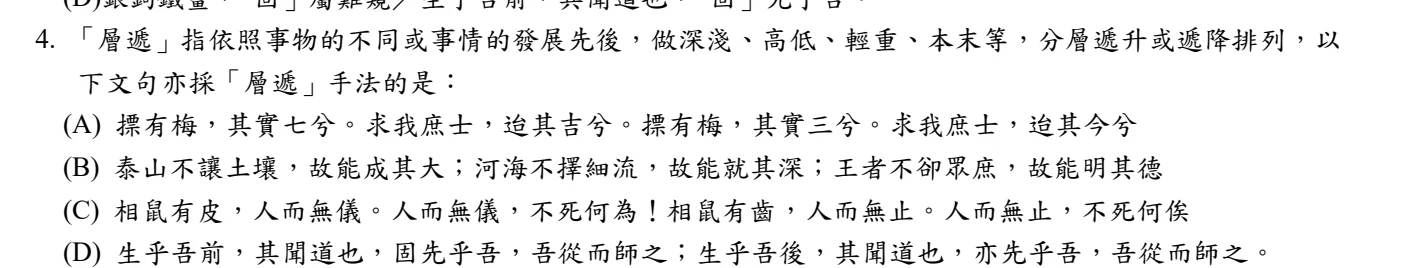 (D)銀鉤鐵畫,「固」屬難窺/生乎吾前,其聞道也,「固」先乎吾。
4. 「層遞」指依照事物的不同或事情的發展先後,做深淺、高低、輕重、本末等,分層遞升或遞降排列,以
下文句亦採「層遞」手法的是:
(A) 摽有梅,其實七兮。求我庶士,迨其吉兮。摽有梅,其實三兮。求我庶士,迨其今兮
(B) 泰山不讓土壤,故能成其大;河海不擇細流,故能就其深;王者不卻眾庶,故能明其德
(C) 相鼠有皮,人而無儀。人而無儀,不死何為!相鼠有齒,人而無止。人而無止,不死何俟
(D) 生乎吾前,其聞道也,固先乎吾,吾從而師之;生乎吾後,其聞道也,亦先乎吾,吾從而師之。